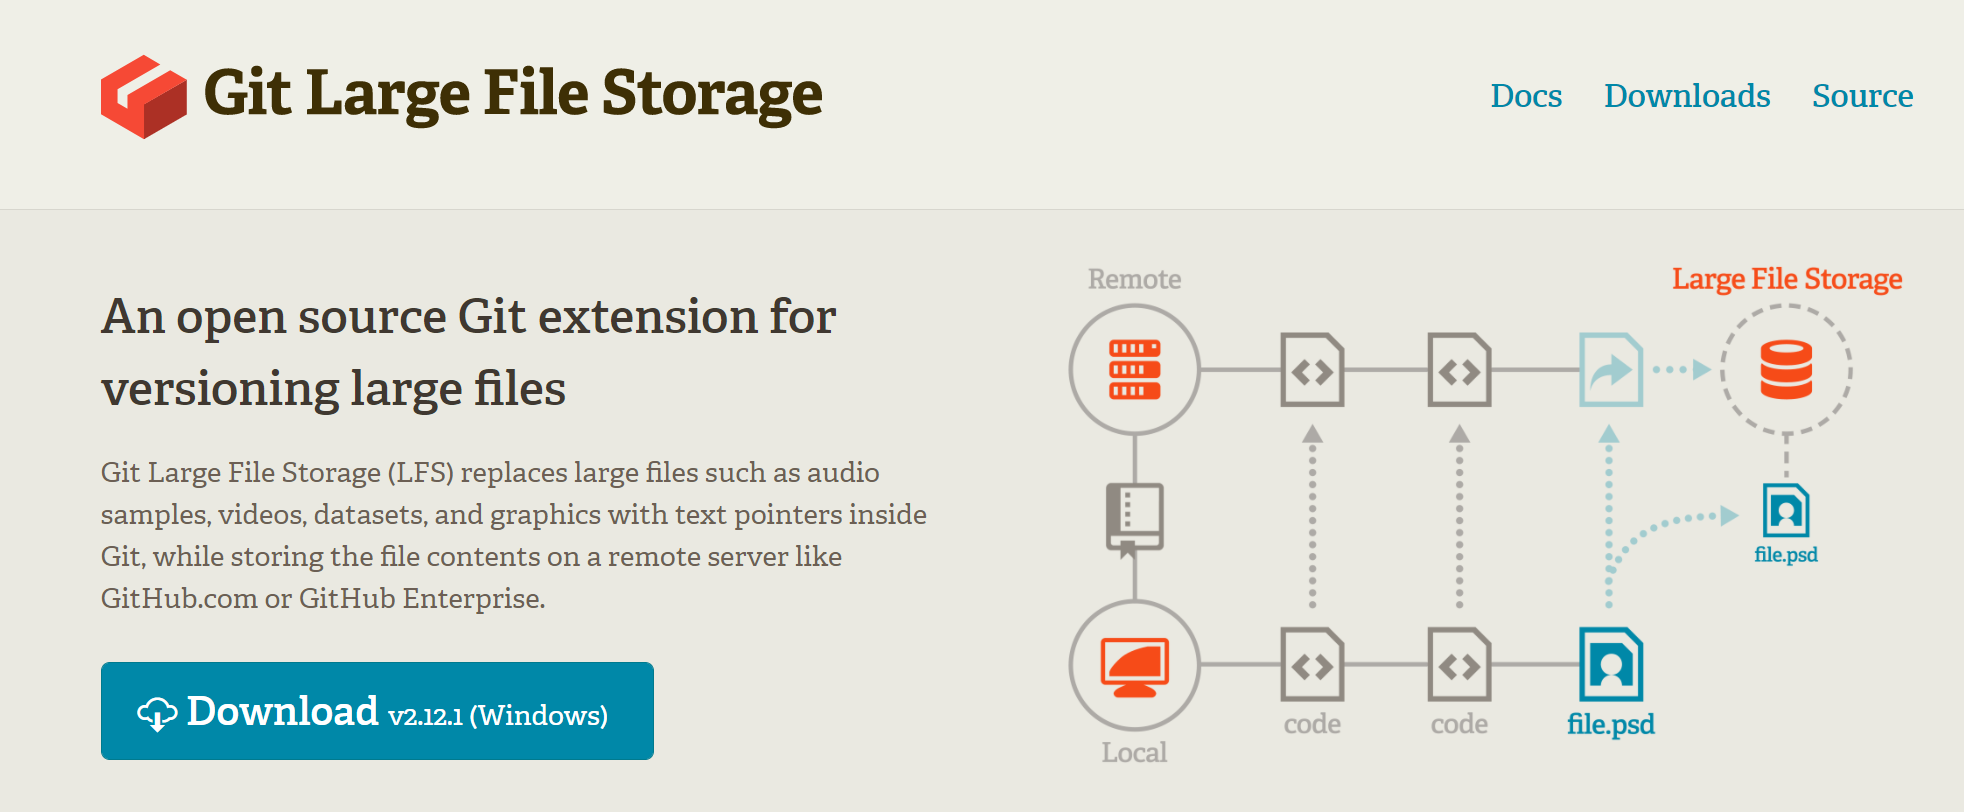 Git Large File Storage
Docs Downloads Source
An open source Git extension for
versioning large files
Git Large File Storage (LFS) replaces large files such as audio
samples, videos, datasets, and graphics with text pointers inside
Git, while storing the file contents on a remote server like
GitHub.com or GitHub Enterprise.
Download v2.12.1 (Windows)
Remote
Large File Storage
file.psd
code
code
file.psd
Local